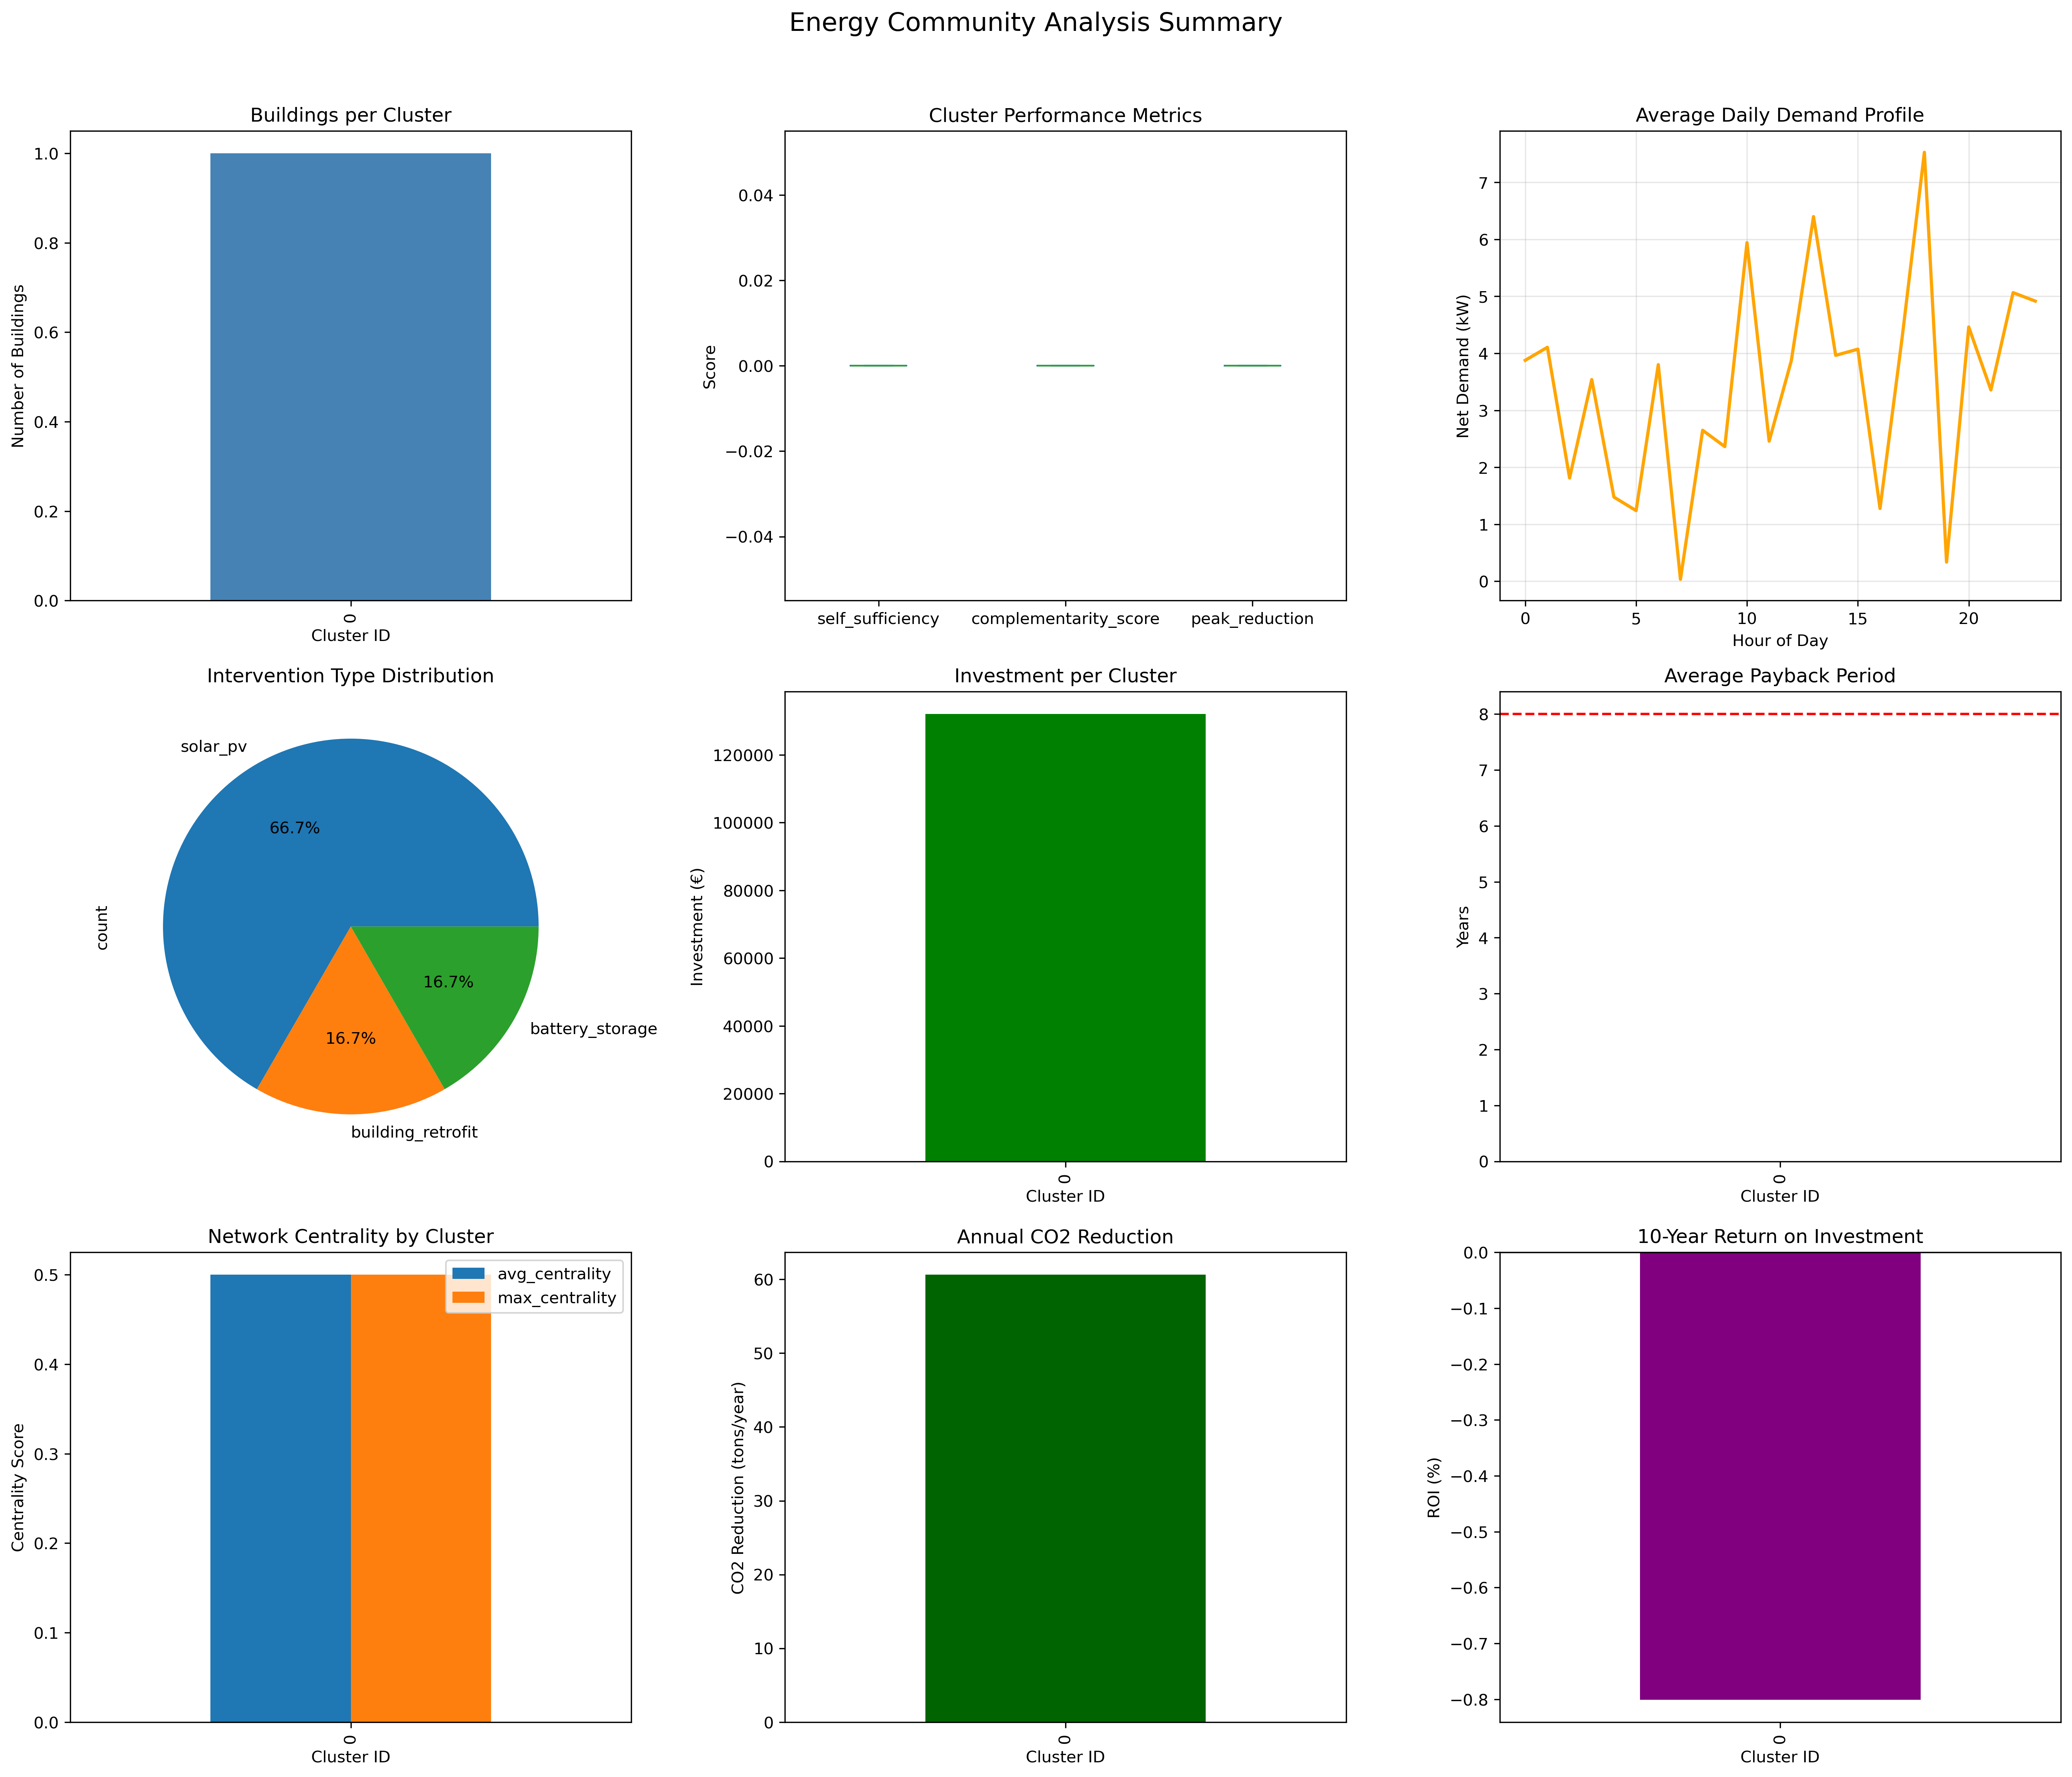 Energy Community Analysis Summary
Buildings per Cluster
1.0
0.8
0.6
0.4
0.2
0.0
Number of Buildings
0
Cluster ID
Cluster Performance Metrics
0.04
0.02
0.00
−0.02
−0.04
Score
self_sufficiency
complementarity_score
peak_reduction
Average Daily Demand Profile
7
6
5
4
3
2
1
0
Net Demand (kW)
0
5
10
15
20
Hour of Day
Intervention Type Distribution
solar_pv
66.7%
count
16.7%
battery_storage
16.7%
building_retrofit
Investment per Cluster
120000
100000
80000
60000
40000
20000
0
Investment (€)
0
Cluster ID
Average Payback Period
8
7
6
5
4
3
2
1
0
Years
0
Cluster ID
Network Centrality by Cluster
0.5
0.4
0.3
0.2
0.1
0.0
Centrality Score
avg_centrality
max_centrality
0
Cluster ID
Annual CO2 Reduction
60
50
40
30
20
10
0
CO2 Reduction (tons/year)
0
Cluster ID
10-Year Return on Investment
0.0
−0.1
−0.2
−0.3
−0.4
−0.5
−0.6
−0.7
−0.8
ROI (%)
0
Cluster ID